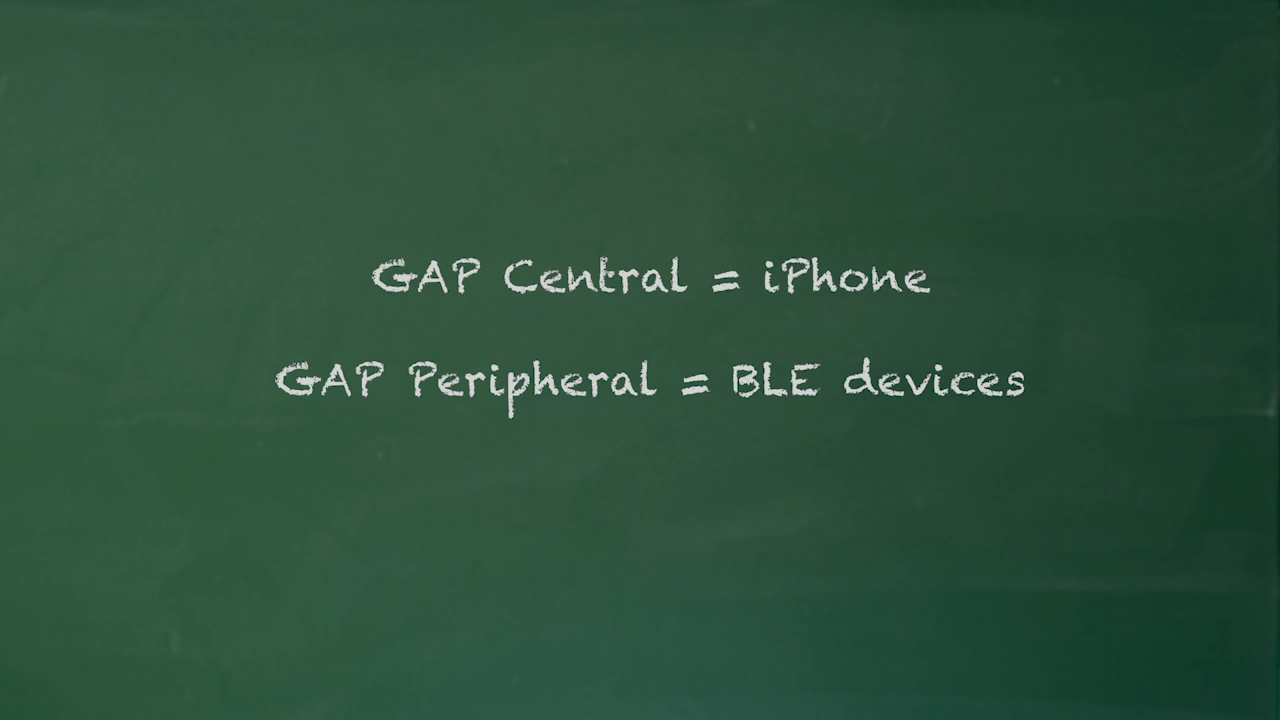 GAP Central = iPhone
GAP Peripheral = BLE devices